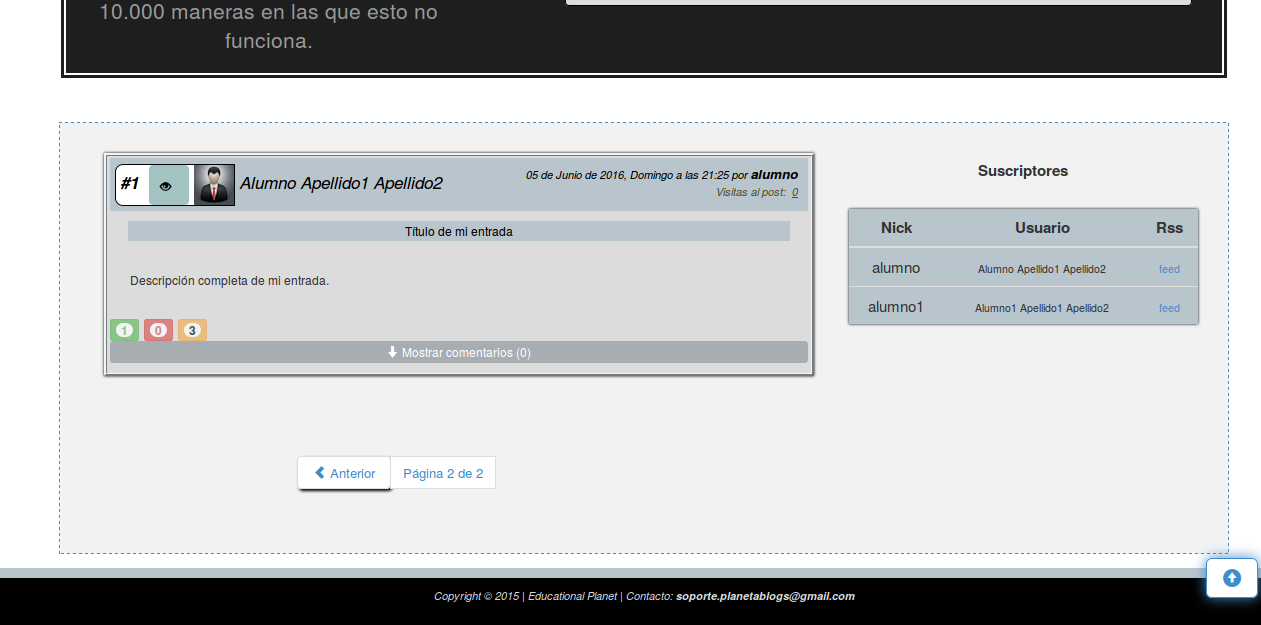 10.000 maneras en las que esto no
funciona.
#1 Alumno Apellido1 Apellido2
05 de Junio de 2016, Domingo a las 21:25 por alumno
Visitas al post: 0
Título de mi entrada
Descripción completa de mi entrada.
1 0 3
Mostrar comentarios (0)
Anterior Página 2 de 2
Suscriptores
Nick Usuario Rss
alumno Alumno Apellido1 Apellido2 feed
alumno1 Alumno1 Apellido1 Apellido2 feed
Copyright © 2015 | Educational Planet | Contacto: soporte.planetablogs@gmail.com